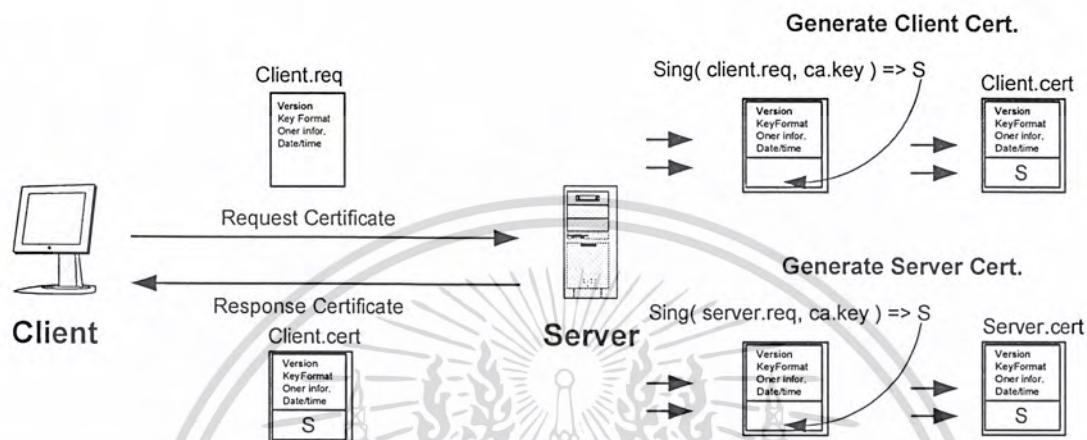 Generate Client Cert.
Sing( client.req, ca.key ) => S
Client.req
Version
Key Format
Oner infor.
Date/time
Version
KeyFormat
Oner infor.
Date/time
Client.cert
Version
KeyFormat
Oner infor.
Date/time
S
Request Certificate
Response Certificate
Client
Server
Client.cert
Version
KeyFormat
Oner infor.
Date/time
S
Generate Server Cert.
Sing( server.req, ca.key ) => S
Version
KeyFormat
Oner infor.
Date/time
Server.cert
Version
KeyFormat
Oner infor.
Date/time
S